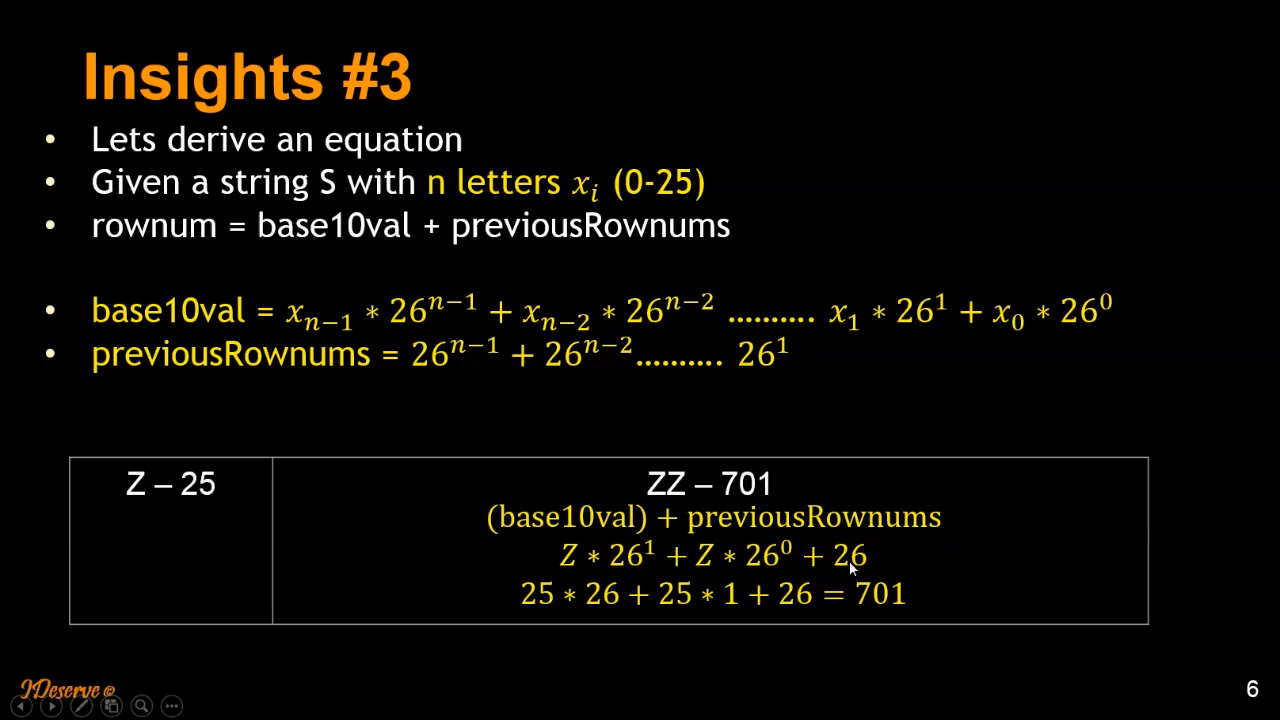 Insights #3
• Lets derive an equation
• Given a string S with n letters xᵢ (0-25)
• rownum = base10val + previousRownums
• base10val = xₙ₋₁ ∗ 26ⁿ⁻¹ + xₙ₋₂ ∗ 26ⁿ⁻² .......... x₁ ∗ 26¹ + x₀ ∗ 26⁰
• previousRownums = 26ⁿ⁻¹ + 26ⁿ⁻².......... 26¹
Z – 25
ZZ – 701
(base10val) + previousRownums
Z ∗ 26¹ + Z ∗ 26⁰ + 26
25 ∗ 26 + 25 ∗ 1 + 26 = 701
IDeserve ©
6